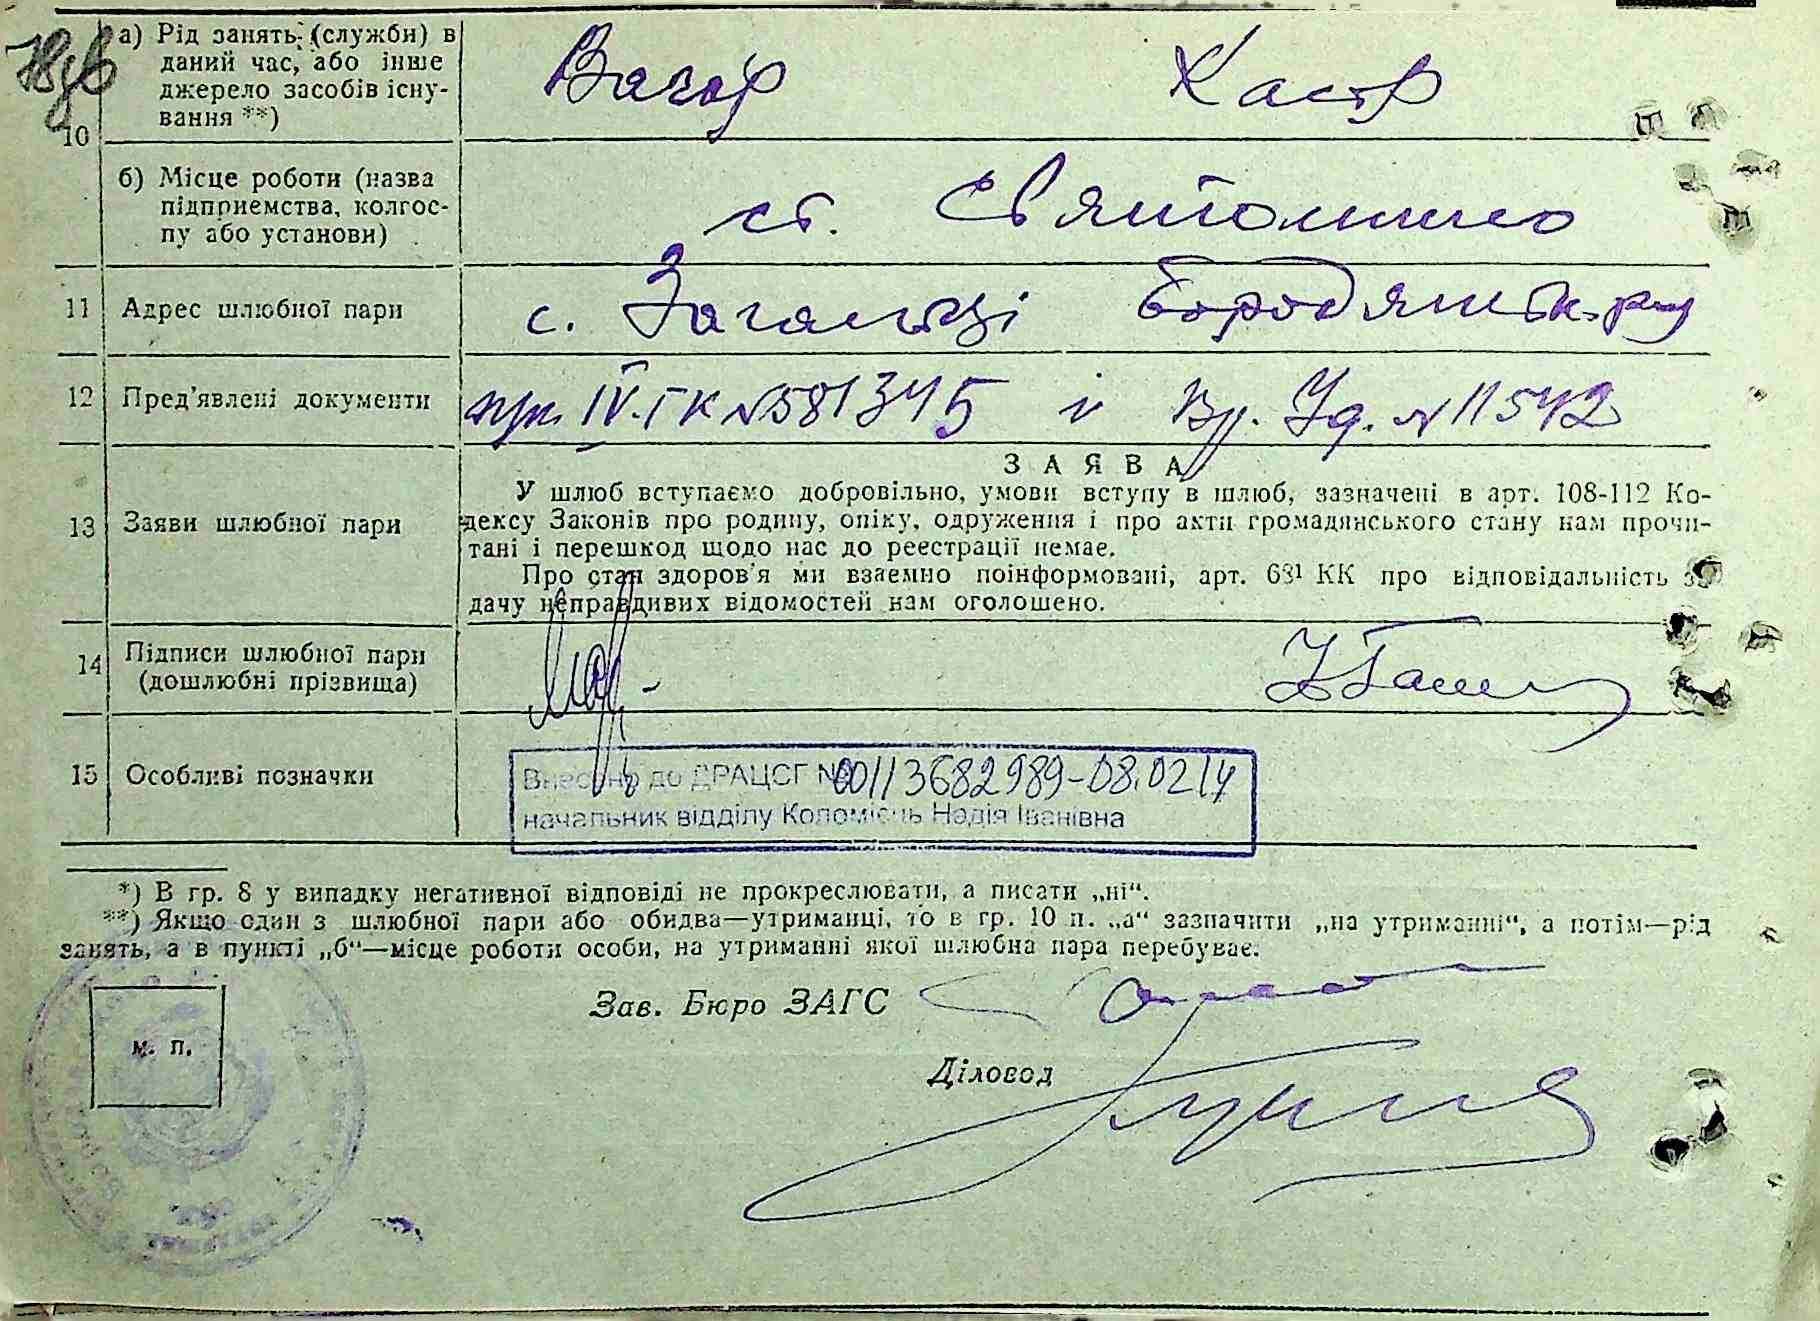 10
а) Рід занять (служби) в
даний час, або інше
джерело засобів існу-
вання **)
Вагар Кастр
б) Місце роботи (назва
підприємства, колгос-
пу або установи)
ст. Святошино
11 Адрес шлюбної пари
с. Загальці Бородянськ. р-ну
12 Пред'явлені документи
IV-ГК №581345 і Вр. Уд. №11542
13 Заяви шлюбної пари
ЗАЯВА
У шлюб вступаємо добровільно, умови вступу в шлюб, зазначені в арт. 108-112 Ко-
дексу Законів про родину, опіку, одруження і про акти громадянського стану нам прочи-
тані і перешкод щодо нас до реєстрації немає.
Про стан здоров'я ми взаємно поінформовані, арт. 68¹ КК про відповідальність за
дачу неправдивих відомостей нам оголошено.
14 Підписи шлюбної пари
(дошлюбні прізвища)
15 Особливі позначки
Внесено до ДРАЦСГ №00113682989-08.02.14
начальник відділу Коломієць Надія Іванівна
*) В гр. 8 у випадку негативної відповіді не прокреслювати, а писати „ні“.
**) Якщо один з шлюбної пари або обидва—утриманці, то в гр. 10 п. „а“ зазначити „на утриманні“, а потім—рід
занять, а в пункті „б“—місце роботи особи, на утриманні якої шлюбна пара перебуває.
Зав. Бюро ЗАГС
м. п.
Діловод